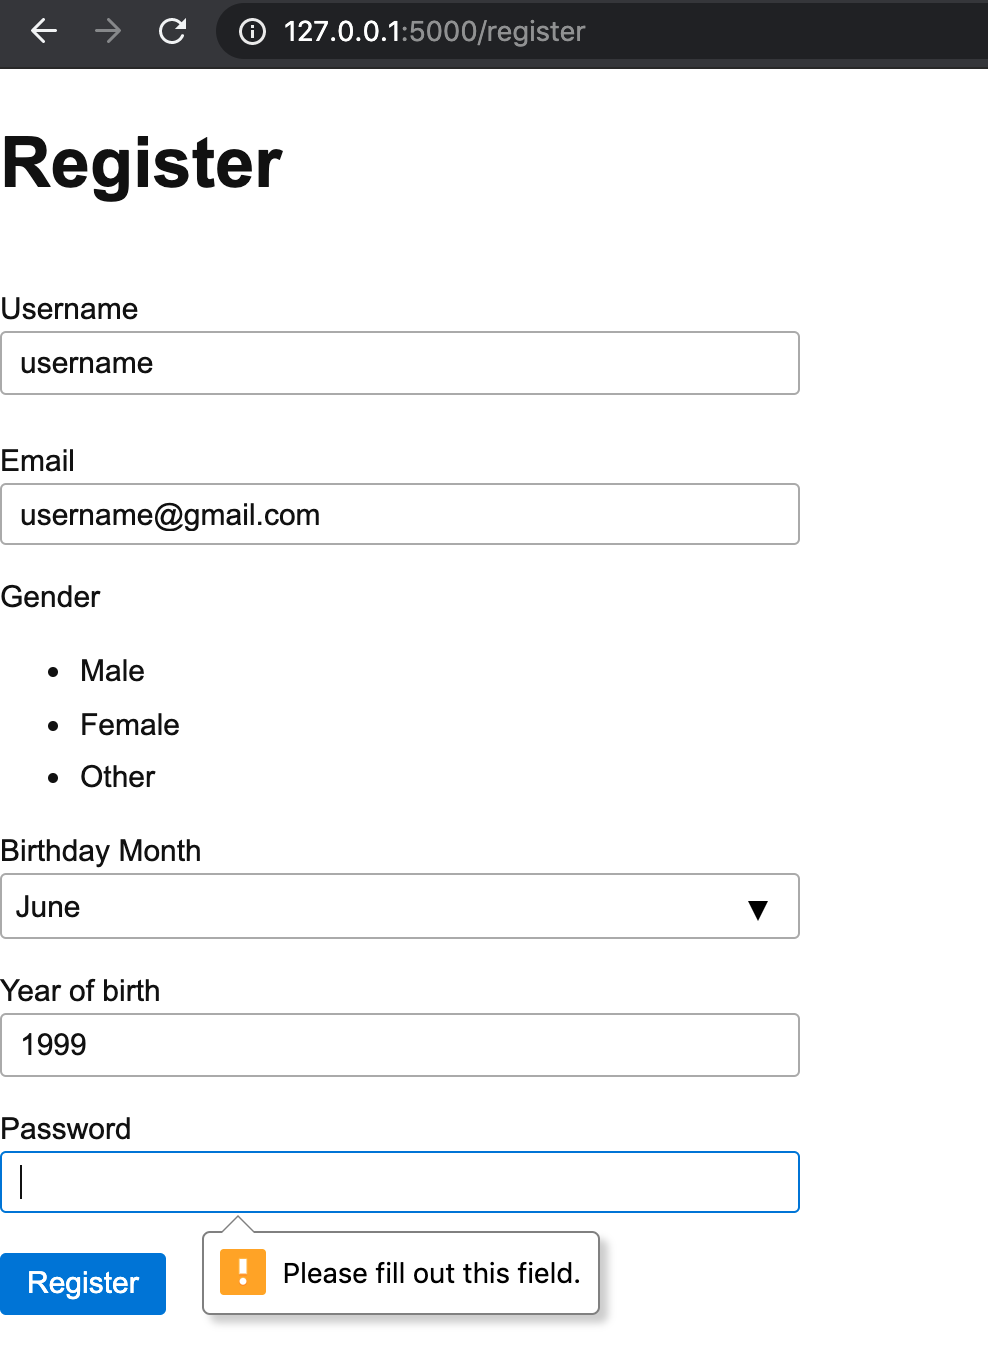 127.0.0.1:5000/register
Register
Username
username
Email
username@gmail.com
Gender
Male
Female
Other
Birthday Month
June
Year of birth
1999
Password
Please fill out this field.
Register